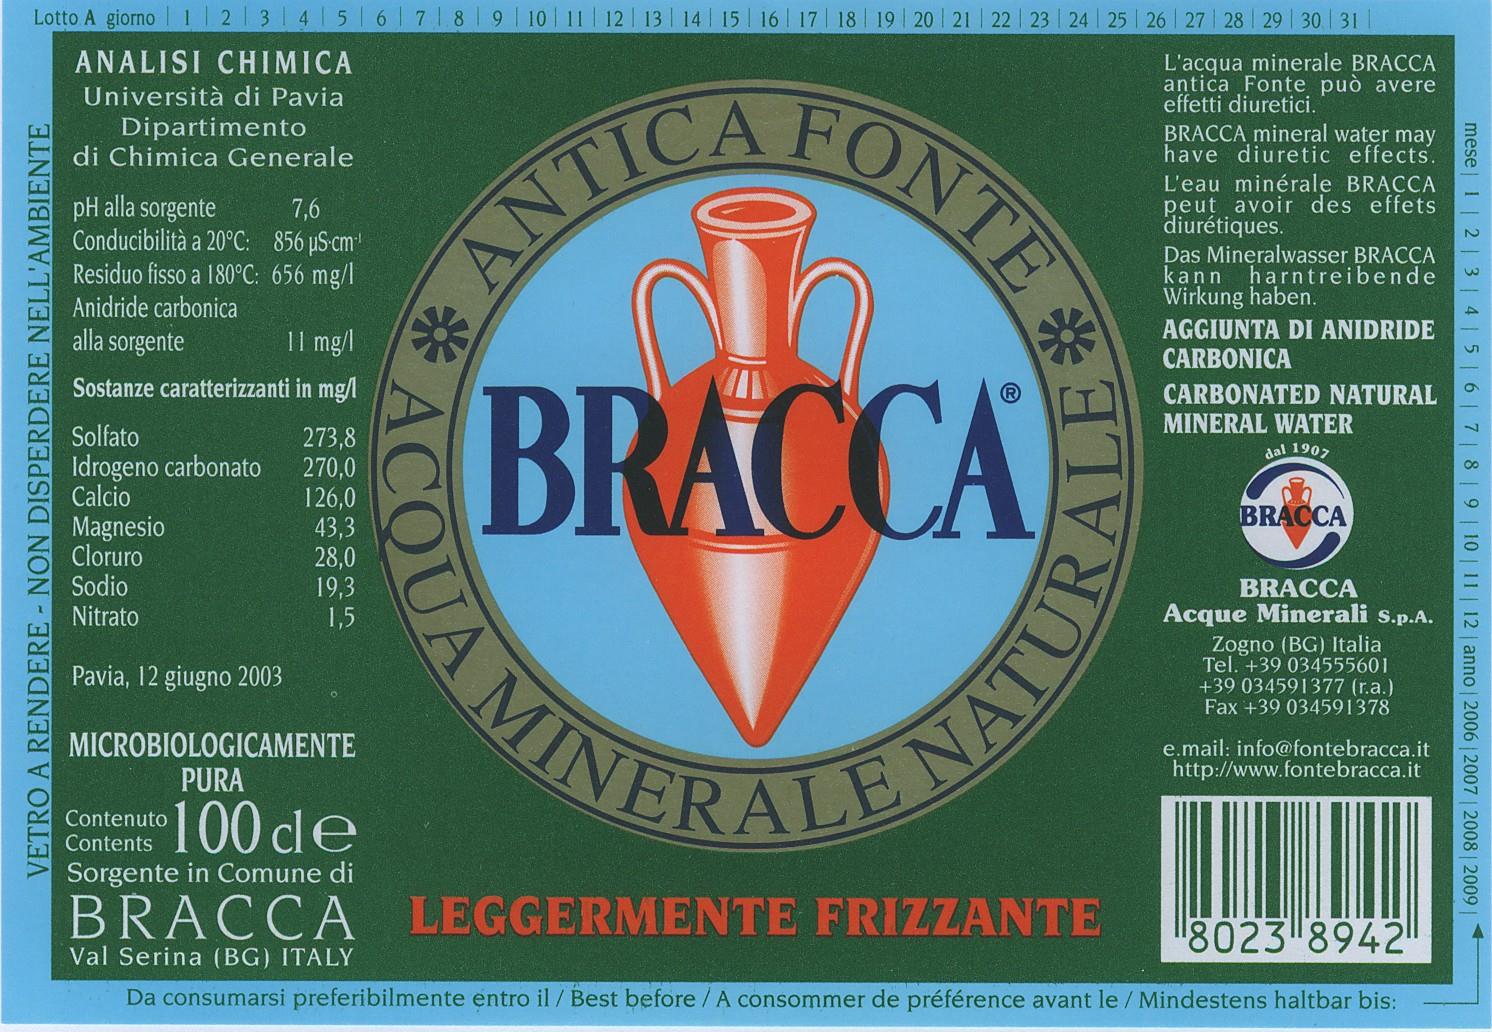 Lotto A giorno | 1 | 2 | 3 | 4 | 5 | 6 | 7 | 8 | 9 | 10 | 11 | 12 | 13 | 14 | 15 | 16 | 17 | 18 | 19 | 20 | 21 | 22 | 23 | 24 | 25 | 26 | 27 | 28 | 29 | 30 | 31 |
VETRO A RENDERE - NON DISPERDERE NELL'AMBIENTE
ANALISI CHIMICA
Università di Pavia
Dipartimento
di Chimica Generale
pH alla sorgente 7,6
Conducibilità a 20°C: 856 µS·cm⁻¹
Residuo fisso a 180°C: 656 mg/l
Anidride carbonica
alla sorgente 11 mg/l
Sostanze caratterizzanti in mg/l
Solfato 273,8
Idrogeno carbonato 270,0
Calcio 126,0
Magnesio 43,3
Cloruro 28,0
Sodio 19,3
Nitrato 1,5
Pavia, 12 giugno 2003
MICROBIOLOGICAMENTE
PURA
Contenuto
Contents
100 cl e
Sorgente in Comune di
BRACCA
Val Serina (BG) ITALY
ANTICA FONTE
BRACCA®
ACQUA MINERALE NATURALE
LEGGERMENTE FRIZZANTE
L'acqua minerale BRACCA
antica Fonte può avere
effetti diuretici.
BRACCA mineral water may
have diuretic effects.
L'eau minérale BRACCA
peut avoir des effets
diurétiques.
Das Mineralwasser BRACCA
kann harntreibende
Wirkung haben.
AGGIUNTA DI ANIDRIDE
CARBONICA
CARBONATED NATURAL
MINERAL WATER
dal 1907
BRACCA
BRACCA
Acque Minerali S.p.A.
Zogno (BG) Italia
Tel. +39 034555601
+39 034591377 (r.a.)
Fax +39 034591378
e.mail: info@fontebracca.it
http://www.fontebracca.it
8023 8942
mese | 1 | 2 | 3 | 4 | 5 | 6 | 7 | 8 | 9 | 10 | 11 | 12 | anno | 2006 | 2007 | 2008 | 2009 |
Da consumarsi preferibilmente entro il / Best before / A consommer de préférence avant le / Mindestens haltbar bis: